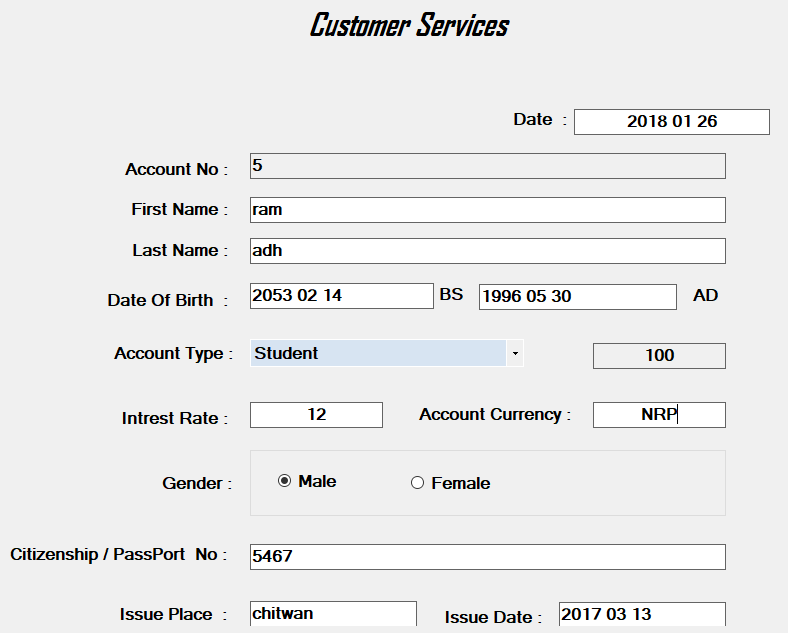 Customer Services
Date : 2018 01 26
Account No : 5
First Name : ram
Last Name : adh
Date Of Birth : 2053 02 14 BS 1996 05 30 AD
Account Type : Student 100
Intrest Rate : 12 Account Currency : NRP
Gender : Male Female
Citizenship / PassPort No : 5467
Issue Place : chitwan Issue Date : 2017 03 13